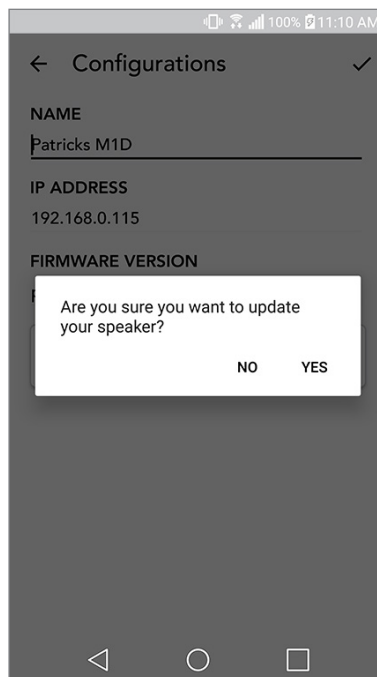 100% 11:10 AM
Configurations
NAME
Patricks M1D
IP ADDRESS
192.168.0.115
FIRMWARE VERSION
Are you sure you want to update
your speaker?
NO YES